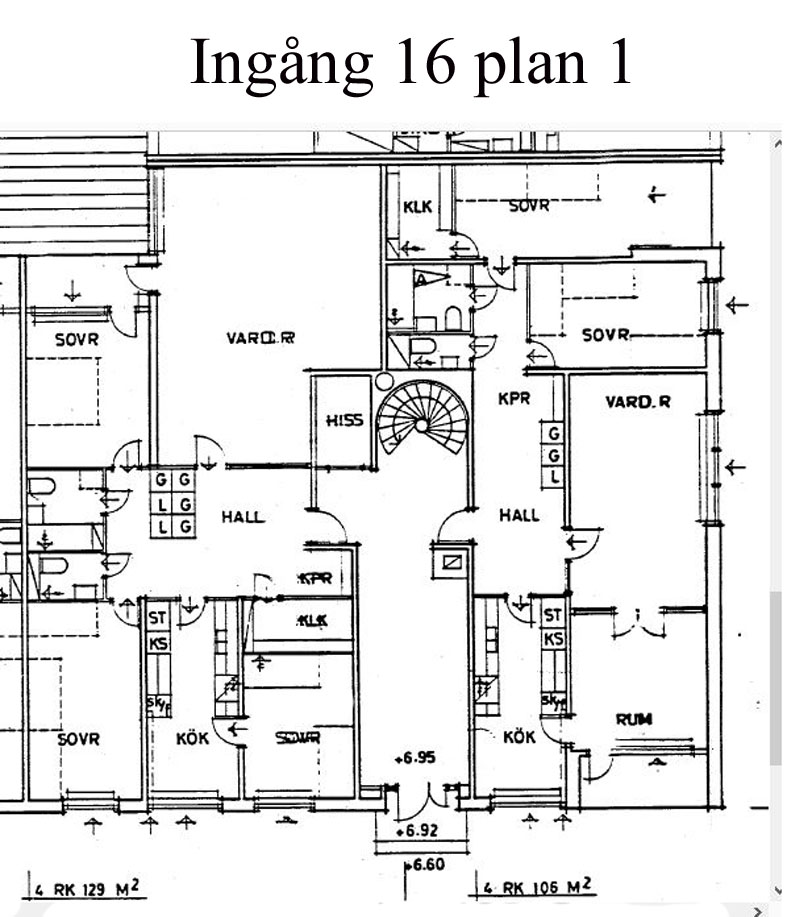 Ingång 16 plan 1
KLK
SOVR
A
SOVR
VARD.R
SOVR
KPR
VARD.R
HISS
G
G
L
G G
L G
L G
HALL
HALL
KPR
KLK
ST
KS
SK/F
ST
KS
SK/F
RUM
SOVR
KÖK
SOVR
KÖK
+6.95
+6.92
+6.60
4 RK 129 M²
4 RK 106 M²